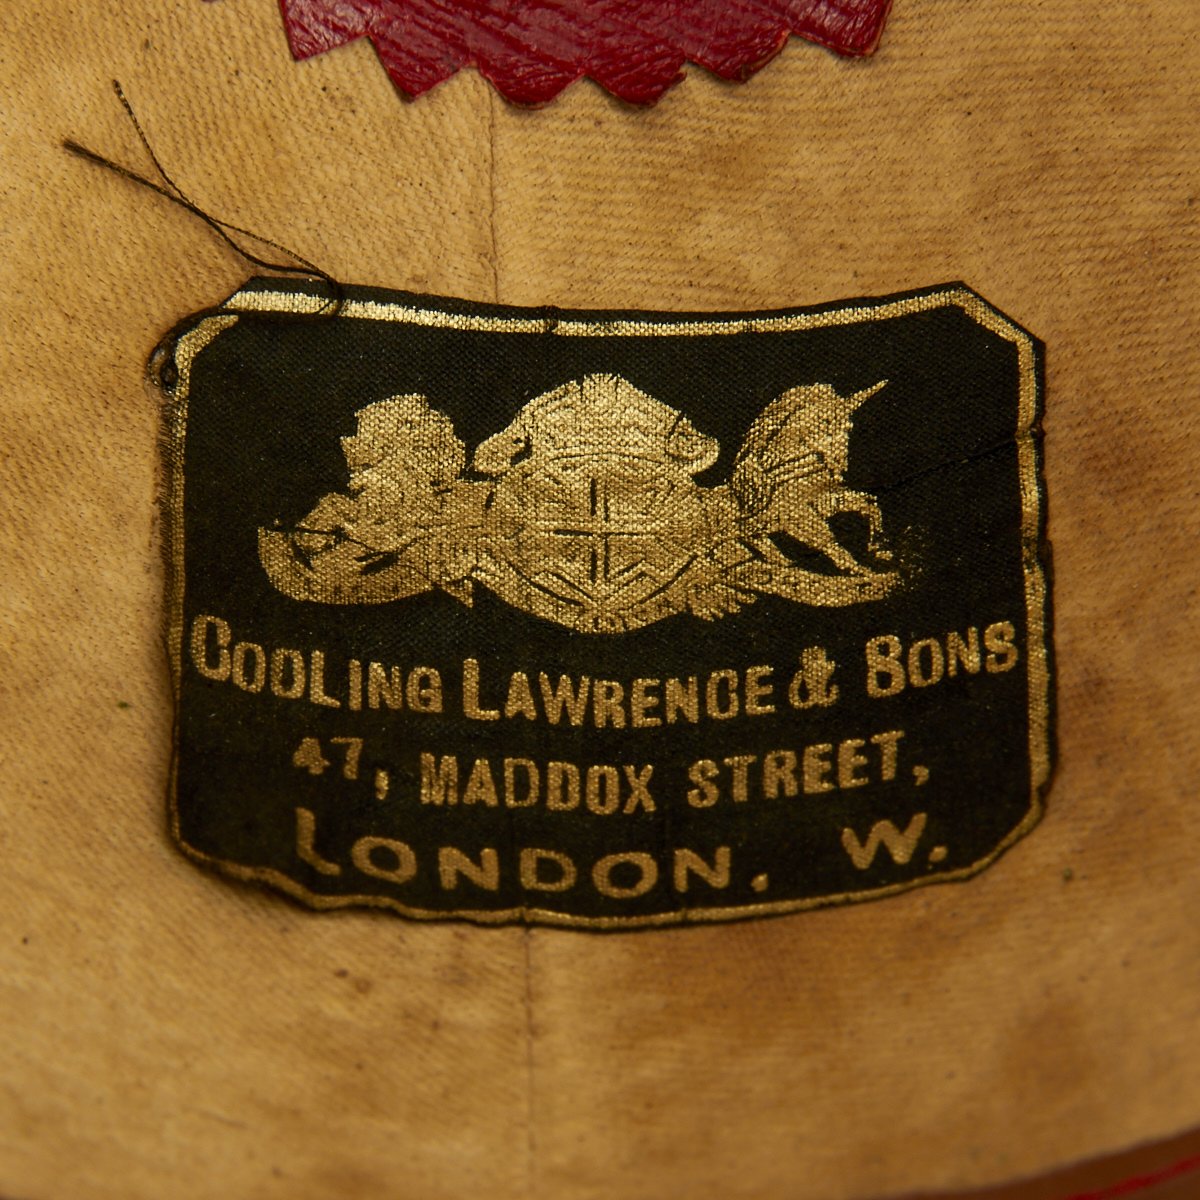 COOLING LAWRENCE & SONS
47, MADDOX STREET,
LONDON. W.